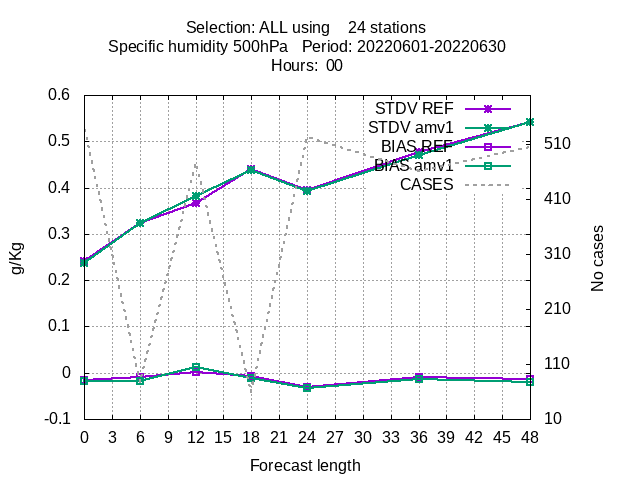 Selection: ALL using 24 stations
Specific humidity 500hPa Period: 20220601-20220630
Hours: 00
0.6
0.5
0.4
0.3
0.2
0.1
0
-0.1
g/Kg
STDV REF
STDV amv1
BIAS REF
BIAS amv1
CASES
510
410
310
210
110
10
No cases
0 3 6 9 12 15 18 21 24 27 30 33 36 39 42 45 48
Forecast length